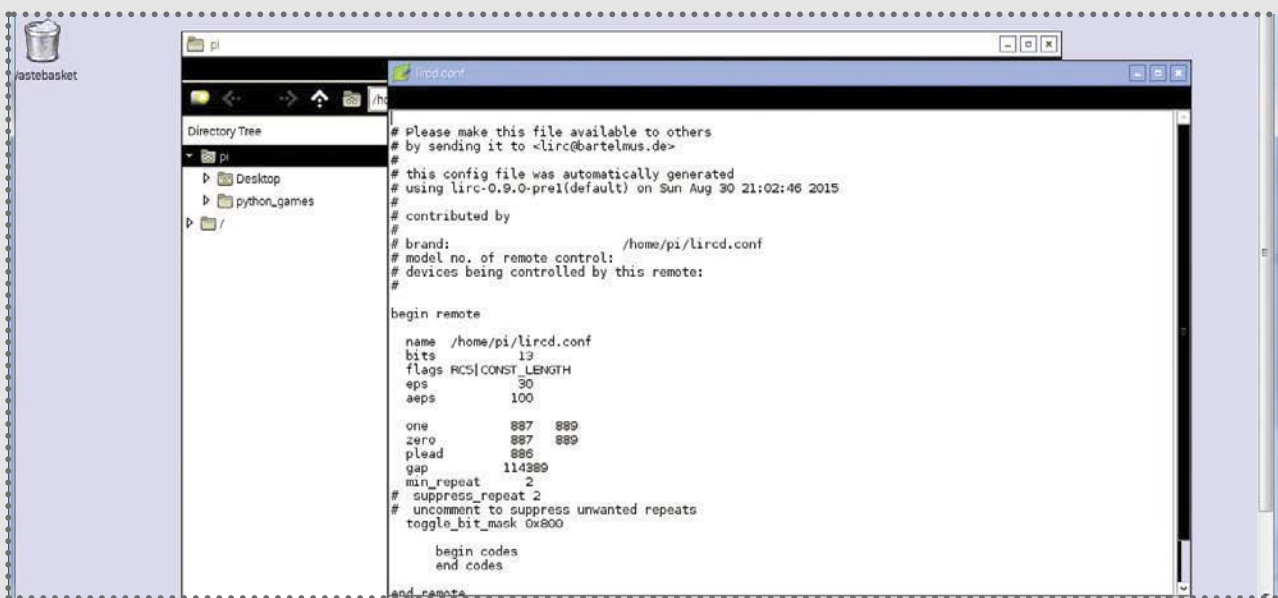 pi
astebasket
lircd.conf
/ho
Directory Tree
pi
Desktop
python_games
/
# Please make this file available to others
# by sending it to <lirc@bartelmus.de>
#
# this config file was automatically generated
# using lirc-0.9.0-pre1(default) on Sun Aug 30 21:02:46 2015
#
# contributed by
#
# brand: /home/pi/lircd.conf
# model no. of remote control:
# devices being controlled by this remote:
#
begin remote
name /home/pi/lircd.conf
bits 13
flags RC5|CONST_LENGTH
eps 30
aeps 100
one 887 889
zero 887 889
plead 886
gap 114389
min_repeat 2
# suppress_repeat 2
# uncomment to suppress unwanted repeats
toggle_bit_mask 0x800
begin codes
end codes
end remote